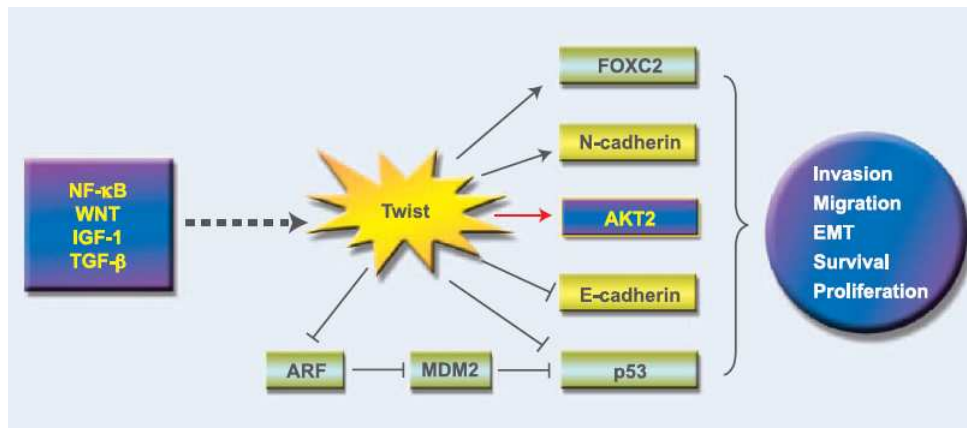 NF-κB
WNT
IGF-1
TGF-β
Twist
FOXC2
N-cadherin
AKT2
E-cadherin
ARF
MDM2
p53
Invasion
Migration
EMT
Survival
Proliferation